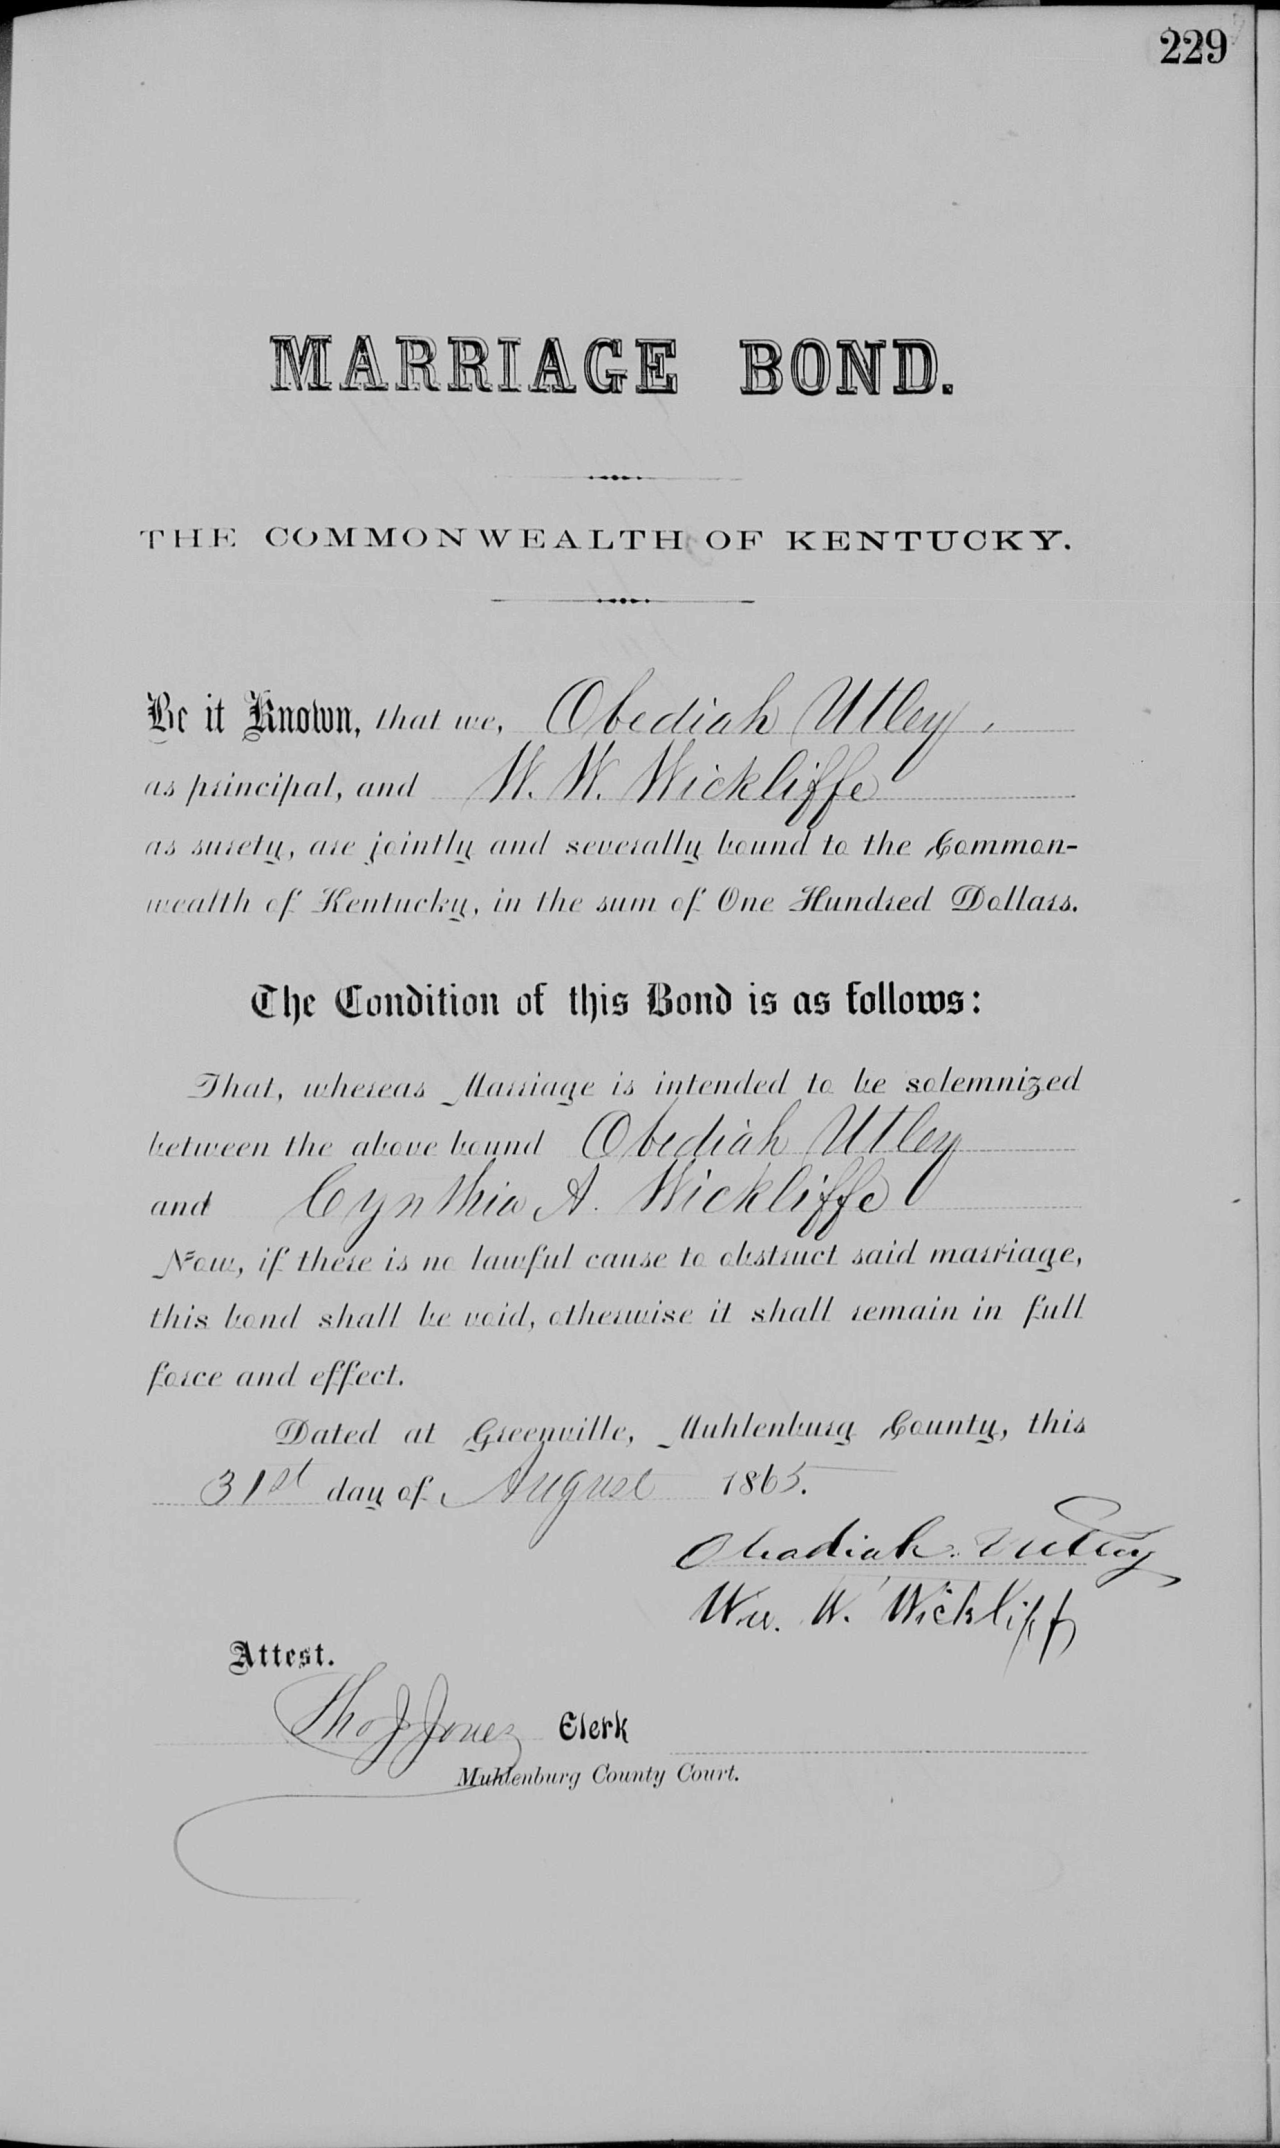 229
MARRIAGE BOND.
THE COMMONWEALTH OF KENTUCKY.
Be it Known, that we, Obediah Utley,
as principal, and W. W. Wickliffe
as surety, are jointly and severally bound to the Common-
wealth of Kentucky, in the sum of One Hundred Dollars.
The Condition of this Bond is as follows:
That, whereas Marriage is intended to be solemnized
between the above bound Obediah Utley
and Cynthia A. Wickliffe
Now, if there is no lawful cause to obstruct said marriage,
this bond shall be void, otherwise it shall remain in full
force and effect.
Dated at Greenville, Muhlenburg County, this
31st day of August 1865.
Obadiah Utley
Wm. W. Wickliff
Attest.
Tho J Jones Clerk
Muhlenburg County Court.